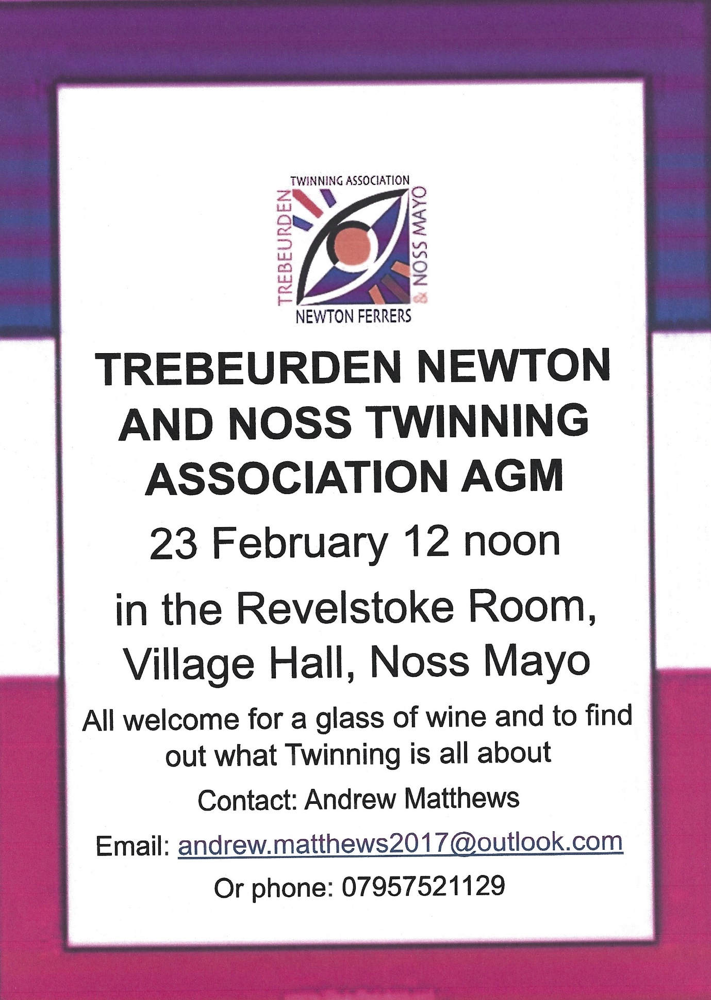 TWINNING ASSOCIATION
TREBEURDEN
& NOSS MAYO
NEWTON FERRERS
TREBEURDEN NEWTON
AND NOSS TWINNING
ASSOCIATION AGM
23 February 12 noon
in the Revelstoke Room,
Village Hall, Noss Mayo
All welcome for a glass of wine and to find
out what Twinning is all about
Contact: Andrew Matthews
Email: andrew.matthews2017@outlook.com
Or phone: 07957521129